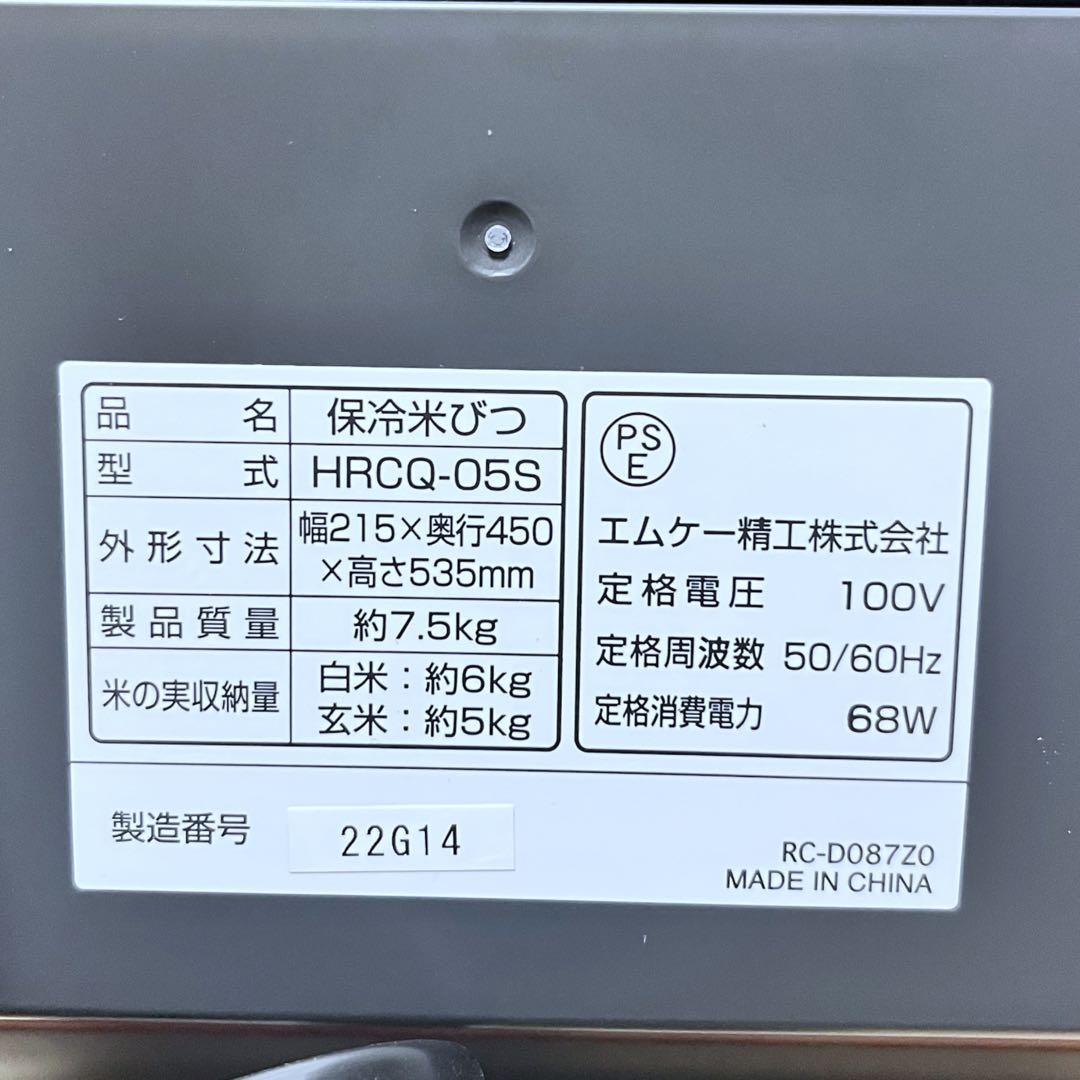 品名 保冷米びつ
型式 HRCQ-05S
外形寸法 幅215×奥行450
×高さ535mm
製品質量 約7.5kg
米の実収納量 白米：約6kg
玄米：約5kg
PS
E
エムケー精工株式会社
定格電圧 100V
定格周波数 50/60Hz
定格消費電力 68W
製造番号 22G14
RC-D087Z0
MADE IN CHINA